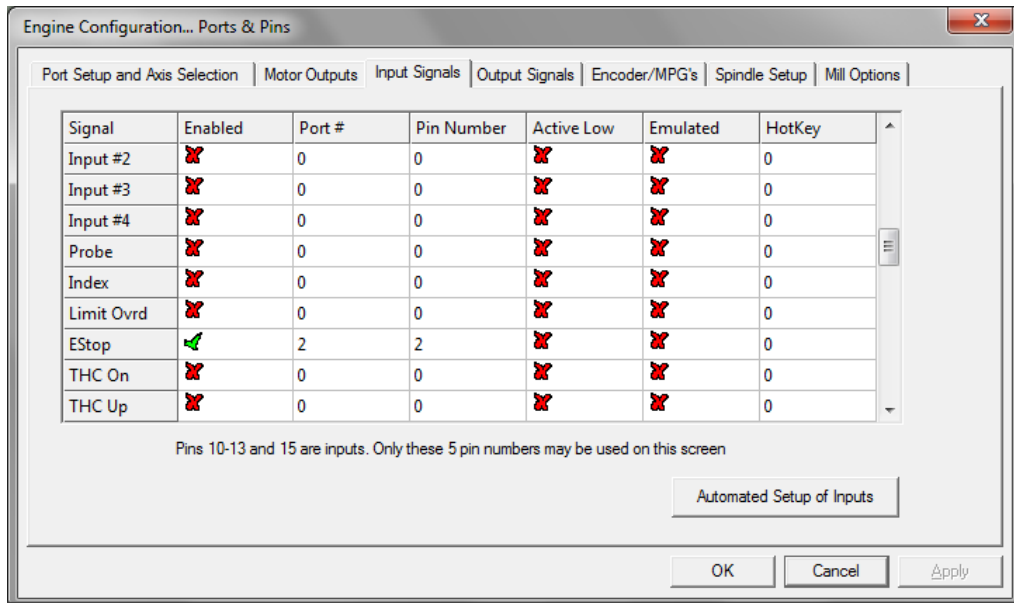 Engine Configuration... Ports & Pins
Port Setup and Axis Selection Motor Outputs Input Signals Output Signals Encoder/MPG's Spindle Setup Mill Options
Signal Enabled Port # Pin Number Active Low Emulated HotKey
Input #2 0 0 0
Input #3 0 0 0
Input #4 0 0 0
Probe 0 0 0
Index 0 0 0
Limit Ovrd 0 0 0
EStop 2 2 0
THC On 0 0 0
THC Up 0 0 0
Pins 10-13 and 15 are inputs. Only these 5 pin numbers may be used on this screen
Automated Setup of Inputs
OK Cancel Apply